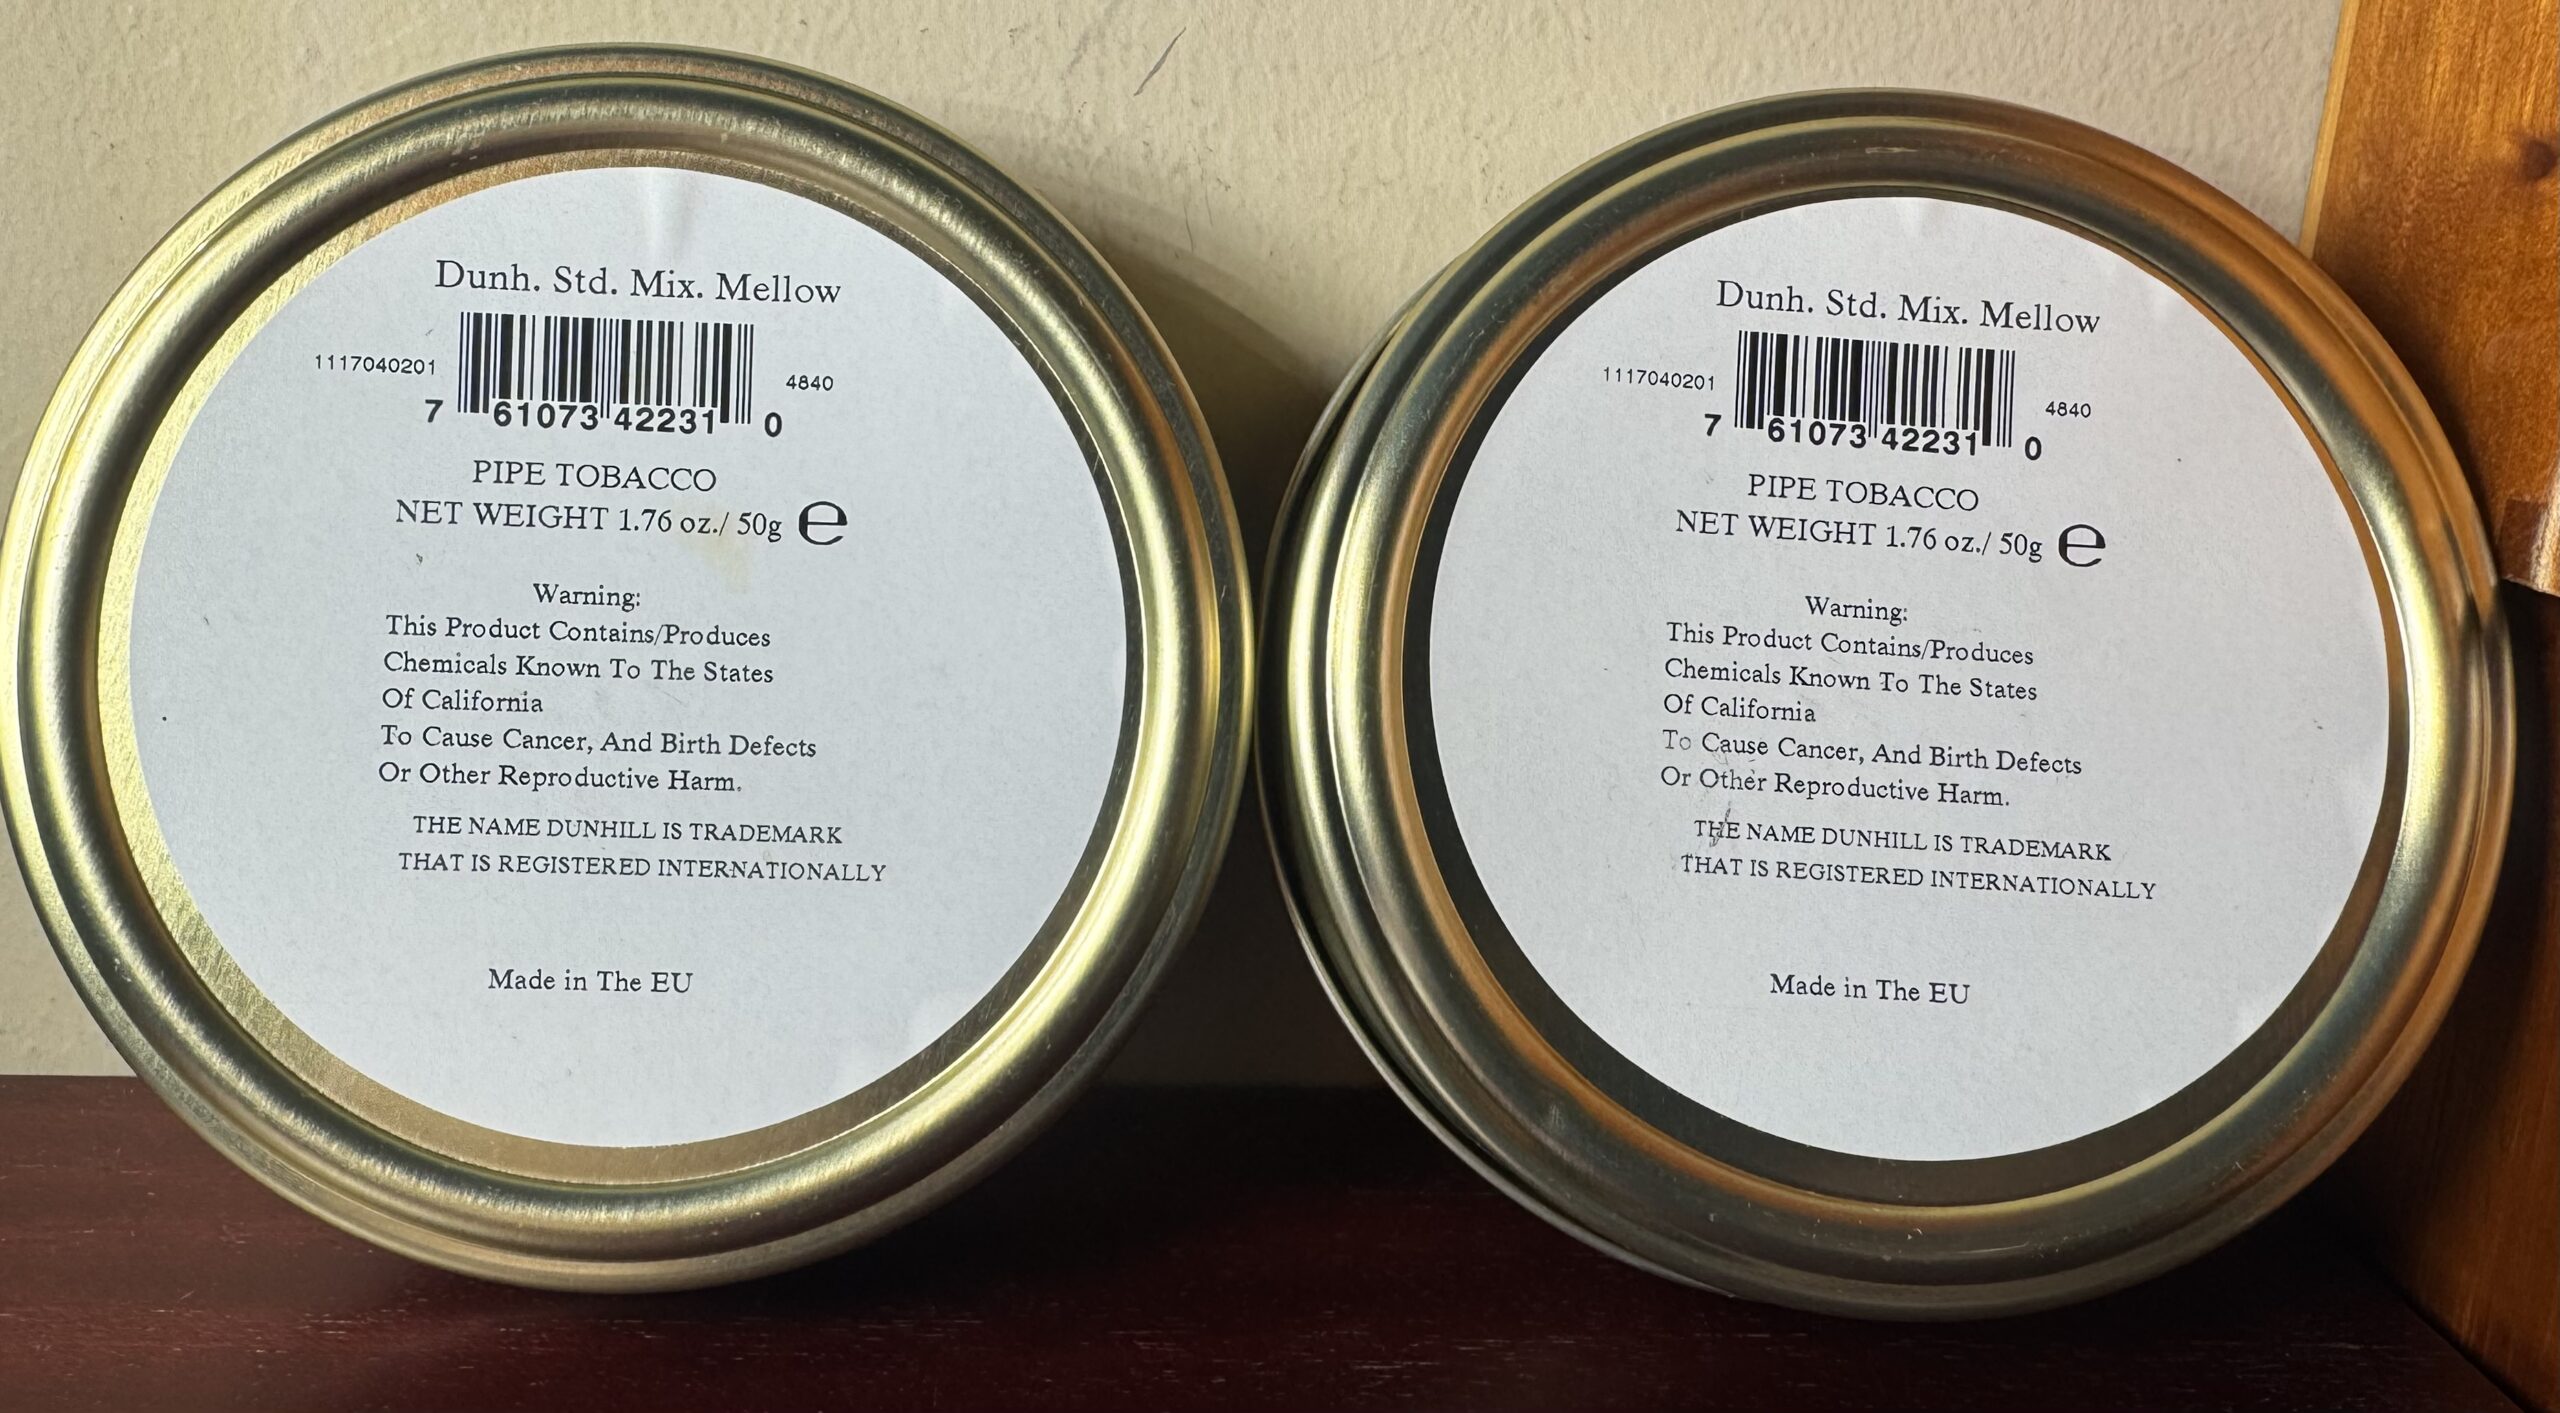 Dunh. Std. Mix. Mellow
1117040201
4840
7 61073 42231 0
PIPE TOBACCO
NET WEIGHT 1.76 oz./ 50g ℮
Warning:
This Product Contains/Produces
Chemicals Known To The States
Of California
To Cause Cancer, And Birth Defects
Or Other Reproductive Harm.
THE NAME DUNHILL IS TRADEMARK
THAT IS REGISTERED INTERNATIONALLY
Made in The EU
Dunh. Std. Mix. Mellow
1117040201
4840
7 61073 42231 0
PIPE TOBACCO
NET WEIGHT 1.76 oz./ 50g ℮
Warning:
This Product Contains/Produces
Chemicals Known To The States
Of California
To Cause Cancer, And Birth Defects
Or Other Reproductive Harm.
THE NAME DUNHILL IS TRADEMARK
THAT IS REGISTERED INTERNATIONALLY
Made in The EU